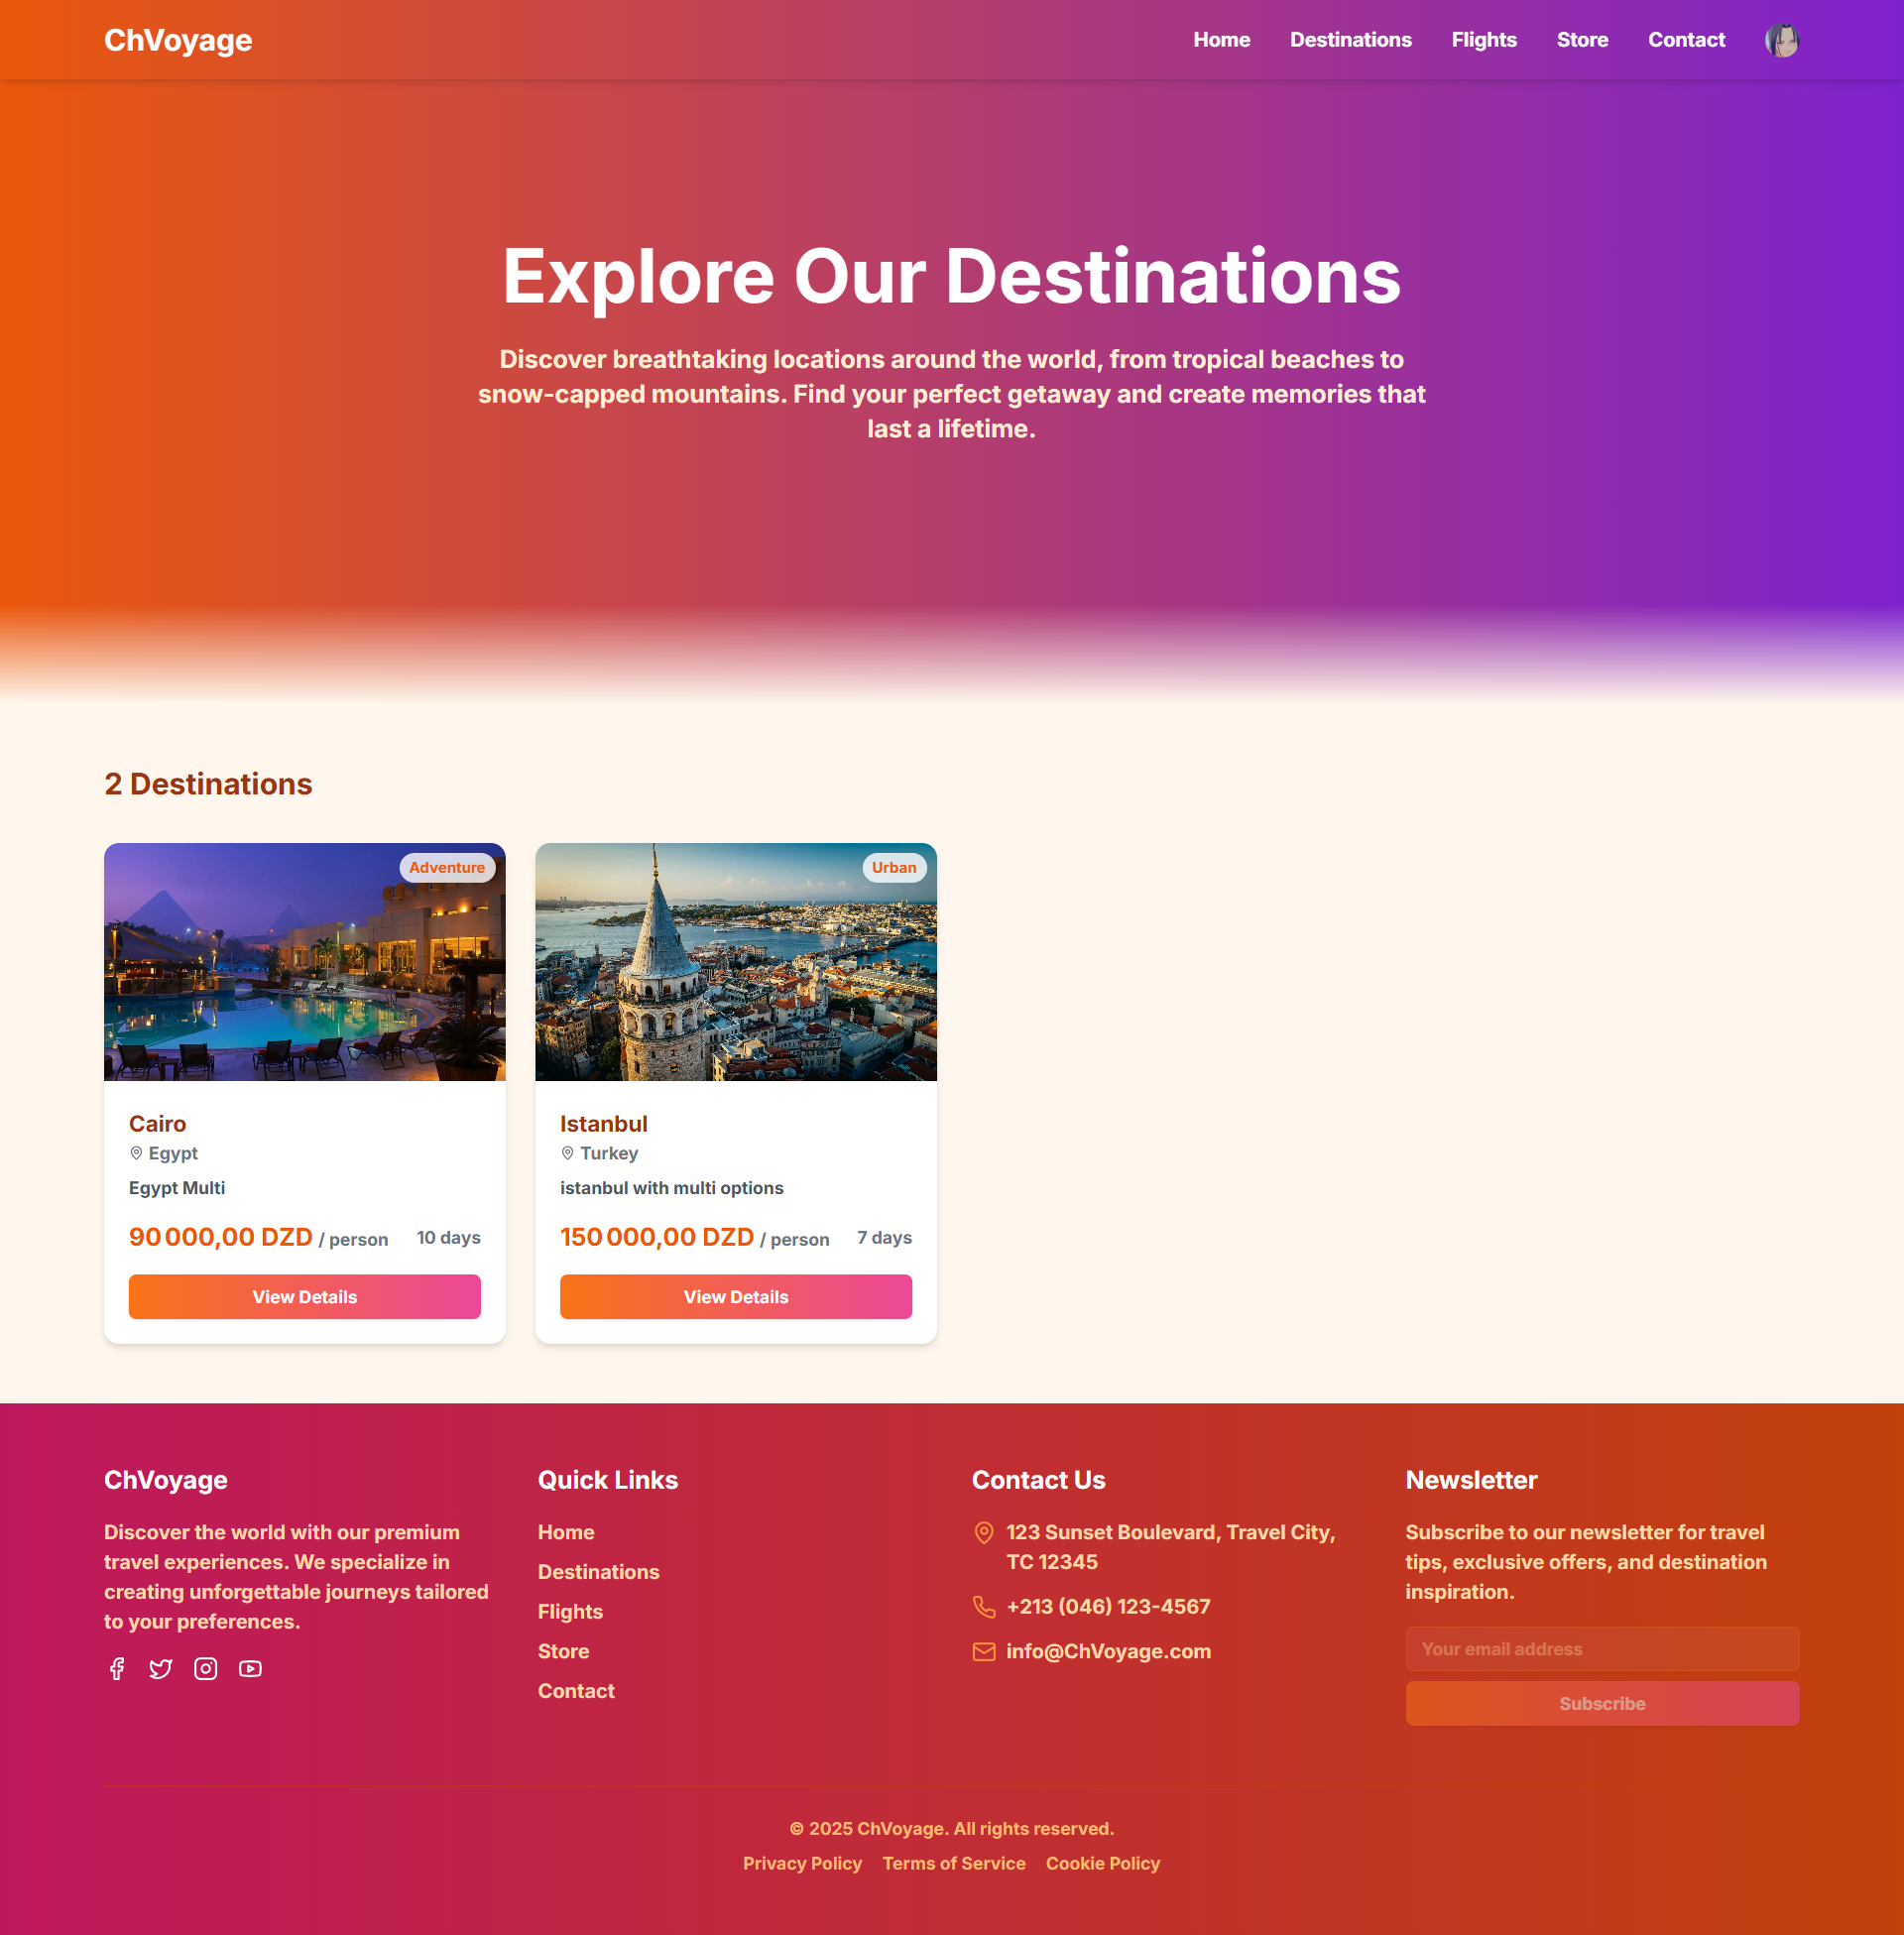 ChVoyage
Home
Destinations
Flights
Store
Contact
Explore Our Destinations
Discover breathtaking locations around the world, from tropical beaches to
snow-capped mountains. Find your perfect getaway and create memories that
last a lifetime.
2 Destinations
Adventure
Cairo
Egypt
Egypt Multi
90 000,00 DZD / person
10 days
View Details
Urban
Istanbul
Turkey
istanbul with multi options
150 000,00 DZD / person
7 days
View Details
ChVoyage
Discover the world with our premium
travel experiences. We specialize in
creating unforgettable journeys tailored
to your preferences.
Quick Links
Home
Destinations
Flights
Store
Contact
Contact Us
123 Sunset Boulevard, Travel City,
TC 12345
+213 (046) 123-4567
info@ChVoyage.com
Newsletter
Subscribe to our newsletter for travel
tips, exclusive offers, and destination
inspiration.
Your email address
Subscribe
© 2025 ChVoyage. All rights reserved.
Privacy Policy
Terms of Service
Cookie Policy